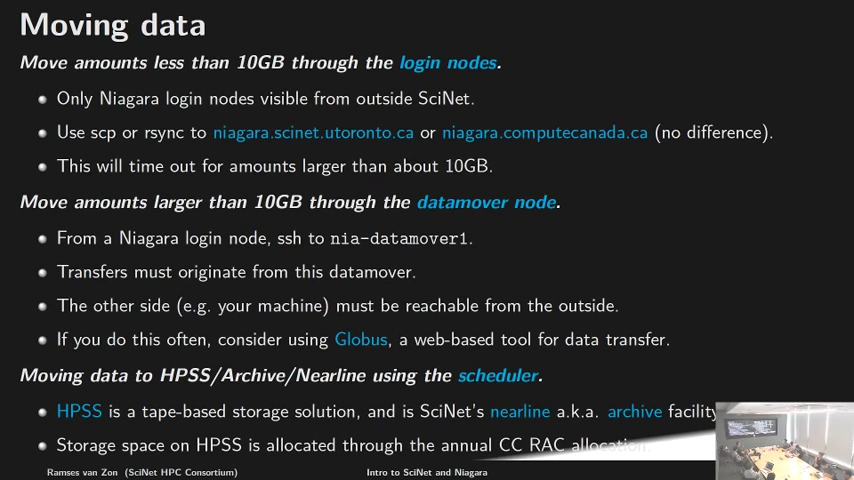 Moving data
Move amounts less than 10GB through the login nodes.
Only Niagara login nodes visible from outside SciNet.
Use scp or rsync to niagara.scinet.utoronto.ca or niagara.computecanada.ca (no difference).
This will time out for amounts larger than about 10GB.
Move amounts larger than 10GB through the datamover node.
From a Niagara login node, ssh to nia-datamover1.
Transfers must originate from this datamover.
The other side (e.g. your machine) must be reachable from the outside.
If you do this often, consider using Globus, a web-based tool for data transfer.
Moving data to HPSS/Archive/Nearline using the scheduler.
HPSS is a tape-based storage solution, and is SciNet's nearline a.k.a. archive facility
Storage space on HPSS is allocated through the annual CC RAC allocation.
Ramses van Zon (SciNet HPC Consortium)
Intro to SciNet and Niagara